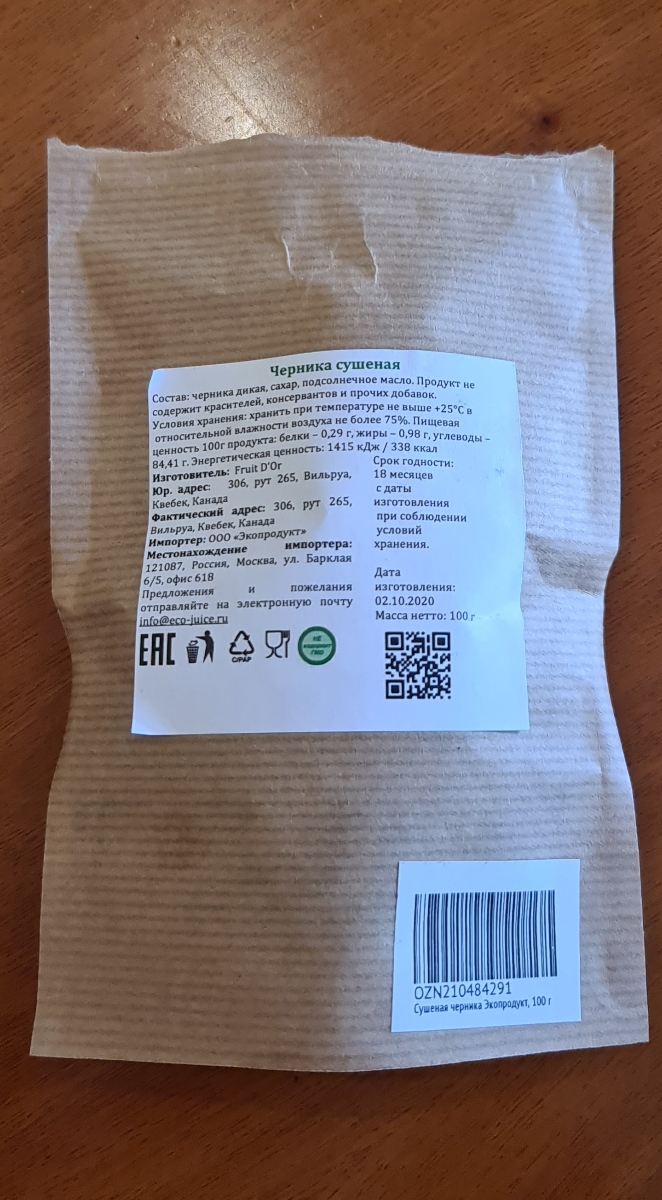 Черника сушеная
Состав: черника дикая, сахар, подсолнечное масло. Продукт не
содержит красителей, консервантов и прочих добавок.
Условия хранения: хранить при температуре не выше +25°C в
относительной влажности воздуха не более 75%. Пищевая
ценность 100г продукта: белки – 0,29 г, жиры – 0,98 г, углеводы –
84,41 г. Энергетическая ценность: 1415 кДж / 338 ккал
Изготовитель: Fruit D'Or
Юр. адрес: 306, рут 265, Вильруа,
Квебек, Канада
Фактический адрес: 306, рут 265,
Вильруа, Квебек, Канада
Импортер: ООО «Экопродукт»
Местонахождение импортера:
121087, Россия, Москва, ул. Барклая
6/5, офис 618
Предложения и пожелания
отправляйте на электронную почту
info@eco-juice.ru
Срок годности:
18 месяцев
с даты
изготовления
при соблюдении
условий
хранения.
Дата
изготовления:
02.10.2020
Масса нетто: 100 г
EAC
C/PAP
НЕ
СОДЕРЖИТ
ГМО
OZN210484291
Сушеная черника Экопродукт, 100 г